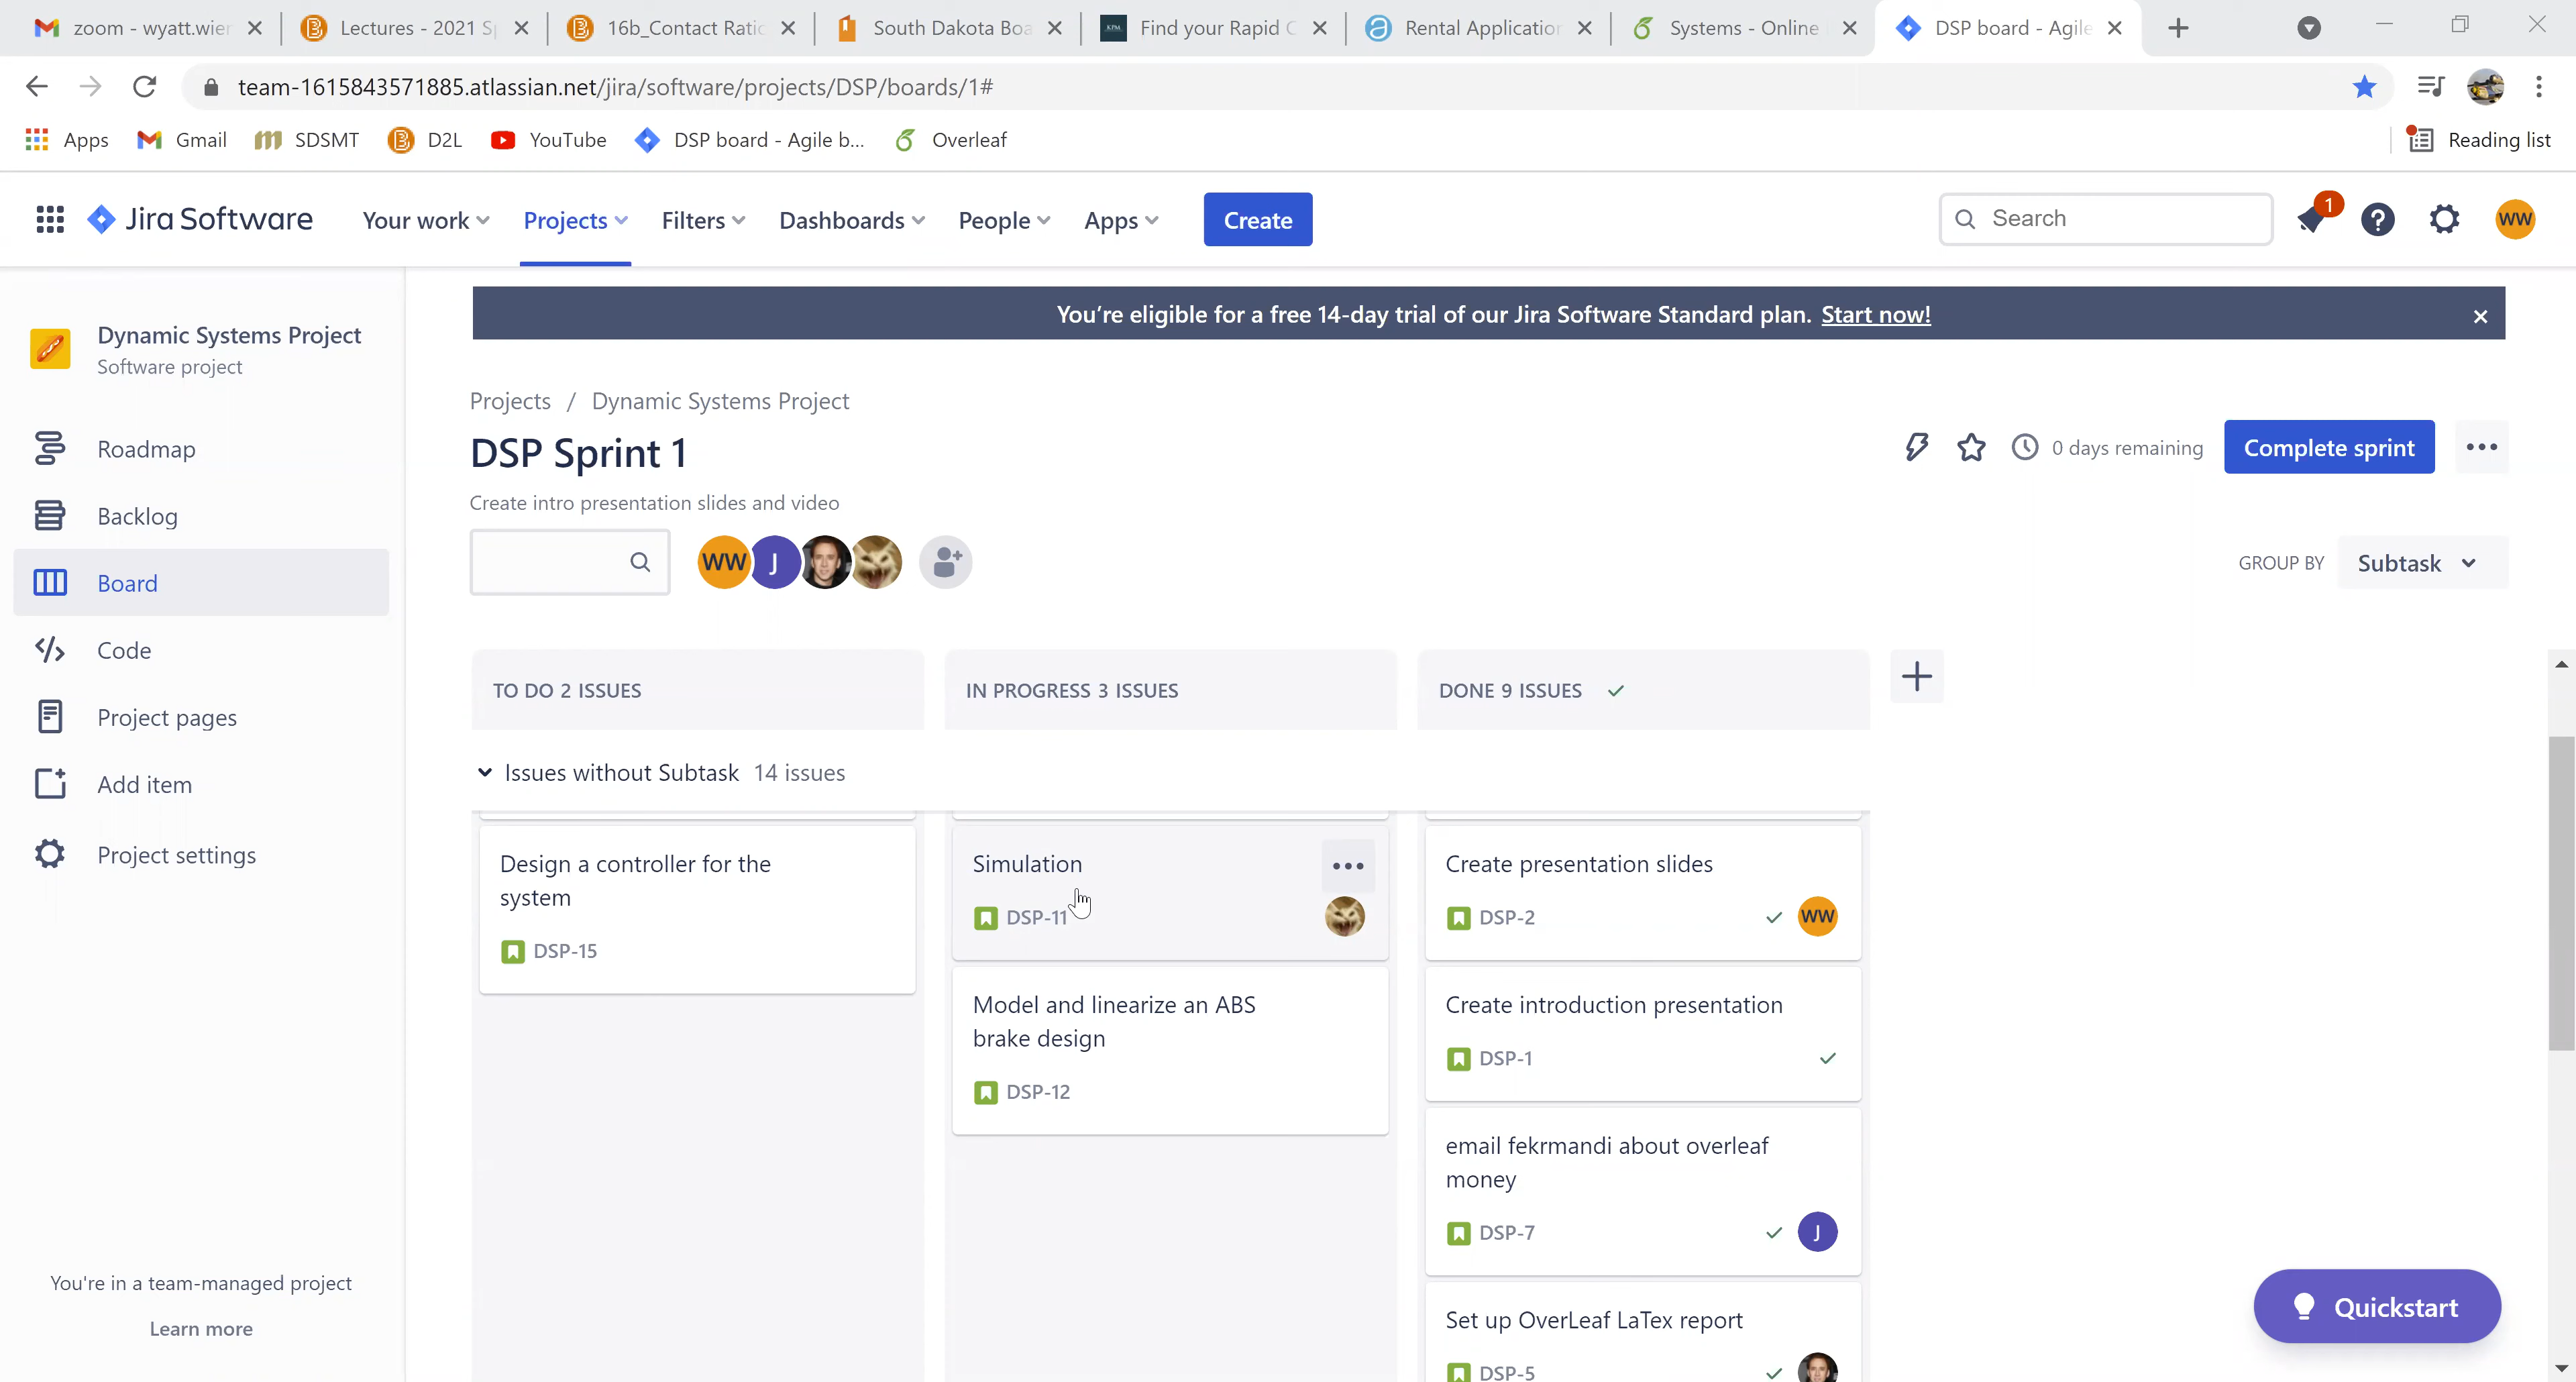 zoom - wyatt.wier
Lectures - 2021 Sp
16b_Contact Ratio
South Dakota Boa
Find your Rapid C
Rental Application
Systems - Online
DSP board - Agile
team-1615843571885.atlassian.net/jira/software/projects/DSP/boards/1#
Apps
Gmail
SDSMT
D2L
YouTube
DSP board - Agile b...
Overleaf
Reading list
Jira Software
Your work
Projects
Filters
Dashboards
People
Apps
Create
Search
1
WW
You're eligible for a free 14-day trial of our Jira Software Standard plan. Start now!
Dynamic Systems Project
Software project
Roadmap
Backlog
Board
Code
Project pages
Add item
Project settings
You're in a team-managed project
Learn more
Projects / Dynamic Systems Project
DSP Sprint 1
0 days remaining
Complete sprint
Create intro presentation slides and video
WW
J
GROUP BY
Subtask
TO DO 2 ISSUES
IN PROGRESS 3 ISSUES
DONE 9 ISSUES
Issues without Subtask 14 issues
Design a controller for the
system
DSP-15
Simulation
DSP-11
Model and linearize an ABS
brake design
DSP-12
Create presentation slides
DSP-2
WW
Create introduction presentation
DSP-1
email fekrmandi about overleaf
money
DSP-7
J
Set up OverLeaf LaTex report
DSP-5
Quickstart